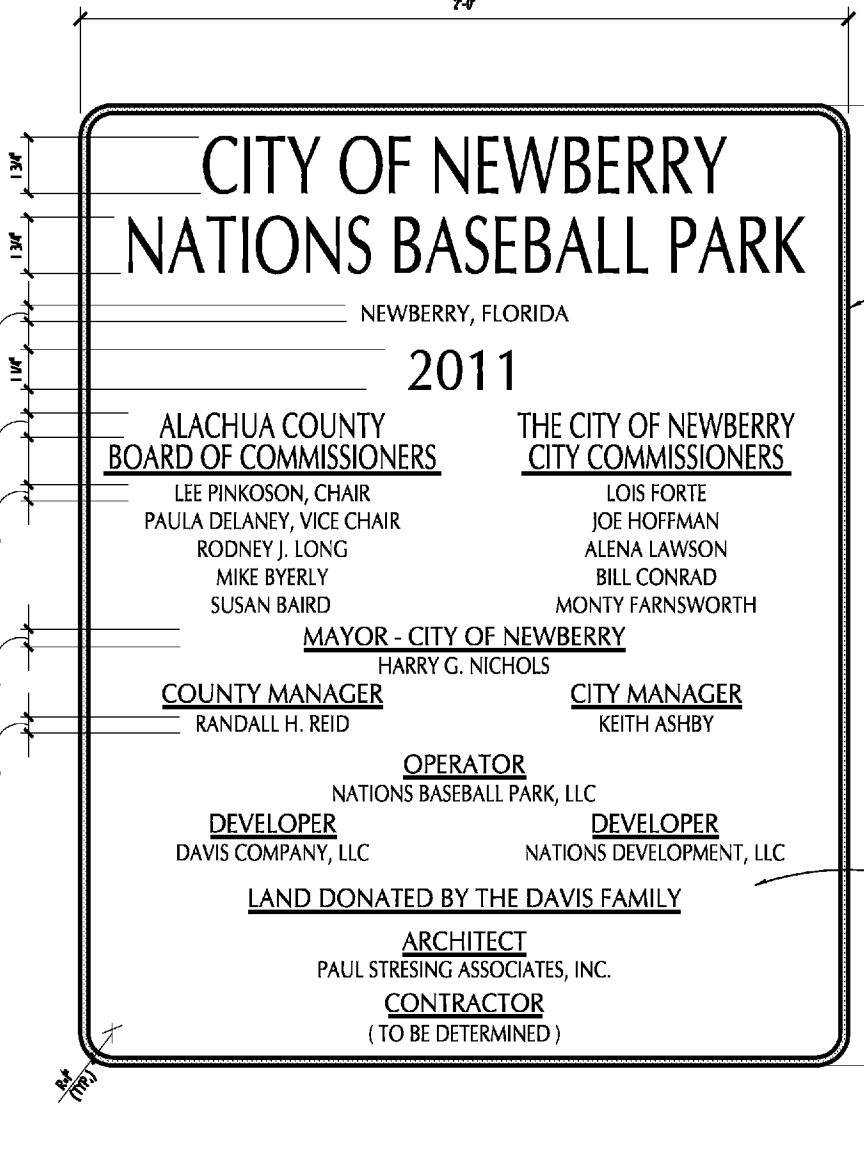 CITY OF NEWBERRY
NATIONS BASEBALL PARK
NEWBERRY, FLORIDA
2011
ALACHUA COUNTY
BOARD OF COMMISSIONERS
LEE PINKOSON, CHAIR
PAULA DELANEY, VICE CHAIR
RODNEY J. LONG
MIKE BYERLY
SUSAN BAIRD
THE CITY OF NEWBERRY
CITY COMMISSIONERS
LOIS FORTE
JOE HOFFMAN
ALENA LAWSON
BILL CONRAD
MONTY FARNSWORTH
MAYOR - CITY OF NEWBERRY
HARRY G. NICHOLS
COUNTY MANAGER
RANDALL H. REID
CITY MANAGER
KEITH ASHBY
OPERATOR
NATIONS BASEBALL PARK, LLC
DEVELOPER
DAVIS COMPANY, LLC
DEVELOPER
NATIONS DEVELOPMENT, LLC
LAND DONATED BY THE DAVIS FAMILY
ARCHITECT
PAUL STRESING ASSOCIATES, INC.
CONTRACTOR
( TO BE DETERMINED )
1 3/4"
1 3/4"
1 1/4"
(TYP.)